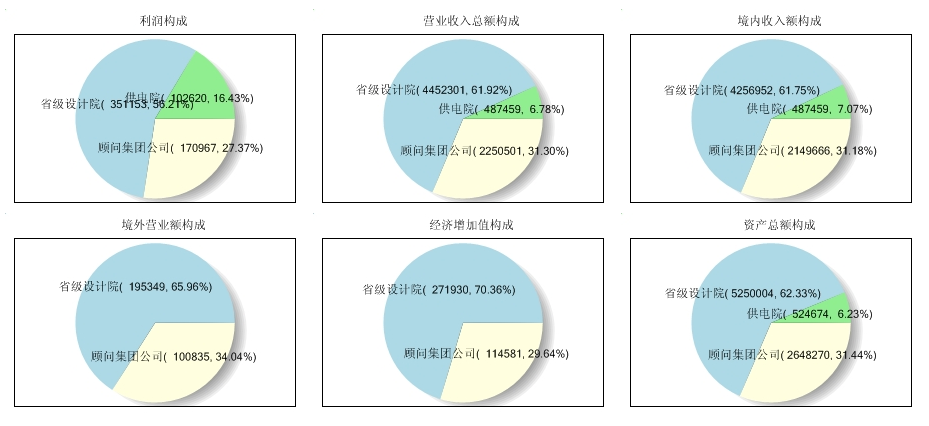 利润构成
供电院( 102620, 16.43%)
省级设计院( 351153, 56.21%)
顾问集团公司( 170967, 27.37%)
营业收入总额构成
省级设计院( 4452301, 61.92%)
供电院( 487459, 6.78%)
顾问集团公司( 2250501, 31.30%)
境内收入额构成
省级设计院( 4256952, 61.75%)
供电院( 487459, 7.07%)
顾问集团公司( 2149666, 31.18%)
境外营业额构成
省级设计院( 195349, 65.96%)
顾问集团公司( 100835, 34.04%)
经济增加值构成
省级设计院( 271930, 70.36%)
顾问集团公司( 114581, 29.64%)
资产总额构成
省级设计院( 5250004, 62.33%)
供电院( 524674, 6.23%)
顾问集团公司( 2648270, 31.44%)